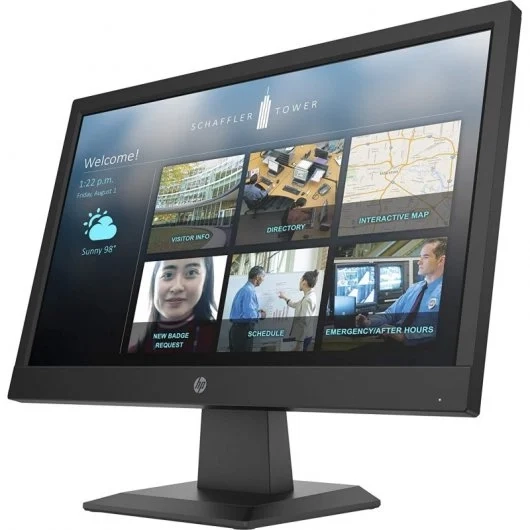 SCHAFFLER TOWER
Welcome!
1:22 p.m.
Friday, August 1
Sunny 98°
VISITOR INFO
DIRECTORY
INTERACTIVE MAP
NEW BADGE
REQUEST
SCHEDULE
EMERGENCY/AFTER HOURS
hp